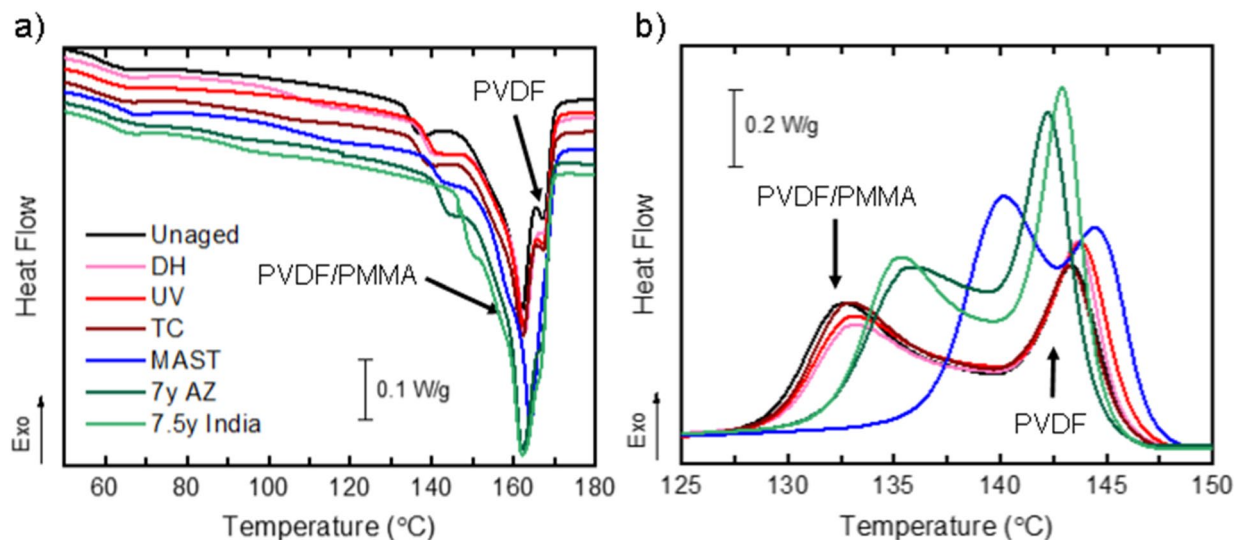 a)
PVDF
PVDF/PMMA
Unaged
DH
UV
TC
MAST
7y AZ
7.5y India
0.1 W/g
Heat Flow
Exo
60 80 100 120 140 160 180
Temperature (°C)
b)
0.2 W/g
PVDF/PMMA
PVDF
Heat Flow
Exo
125 130 135 140 145 150
Temperature (°C)